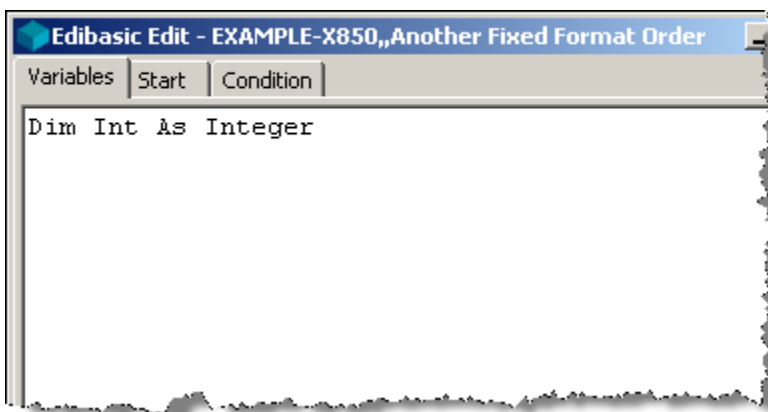 Edibasic Edit - EXAMPLE-X850,,Another Fixed Format Order
Variables Start Condition
Dim Int As Integer